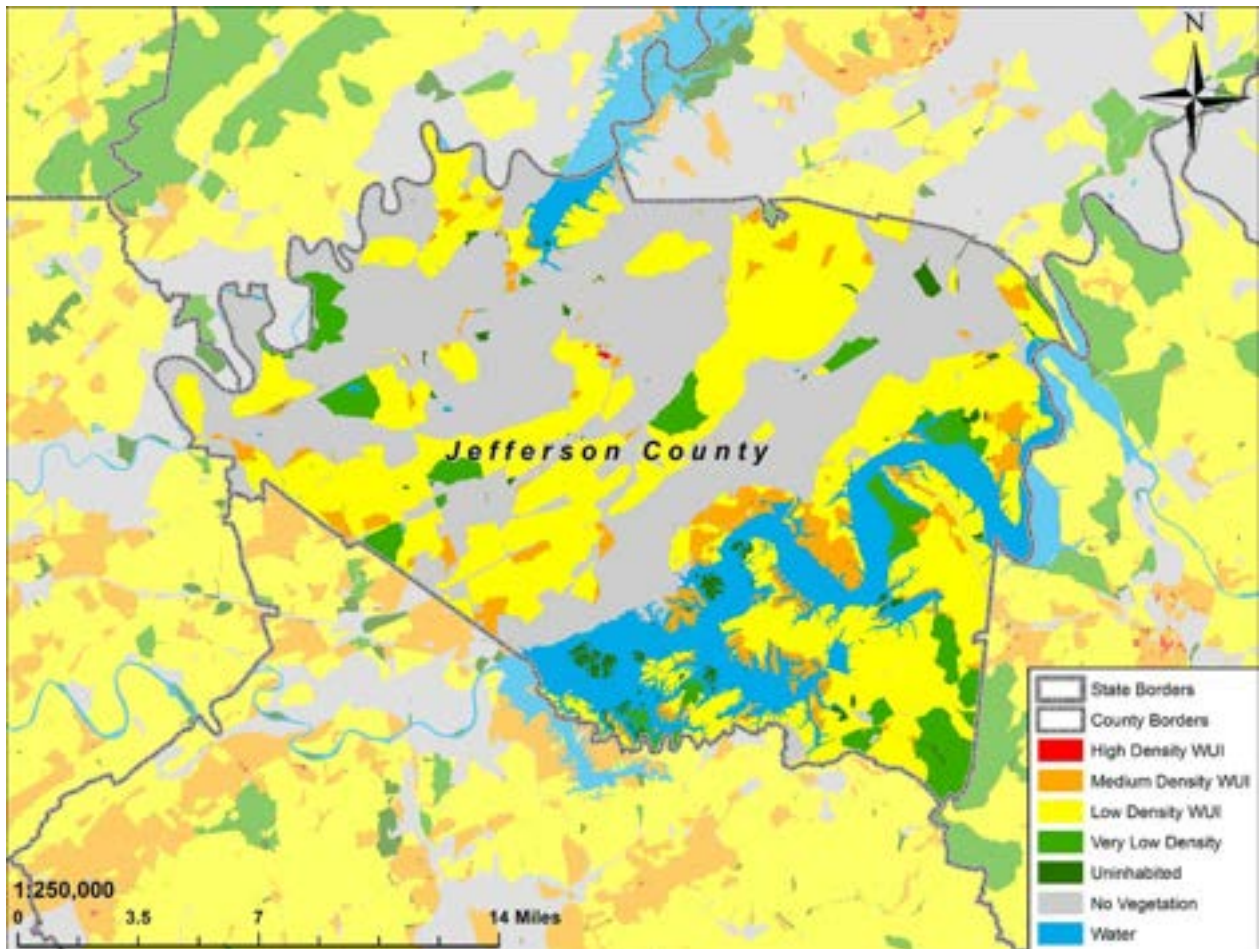 N
Jefferson County
State Borders
County Borders
High Density WUI
Medium Density WUI
Low Density WUI
Very Low Density
Uninhabited
No Vegetation
Water
1:250,000
0 3.5 7 14 Miles